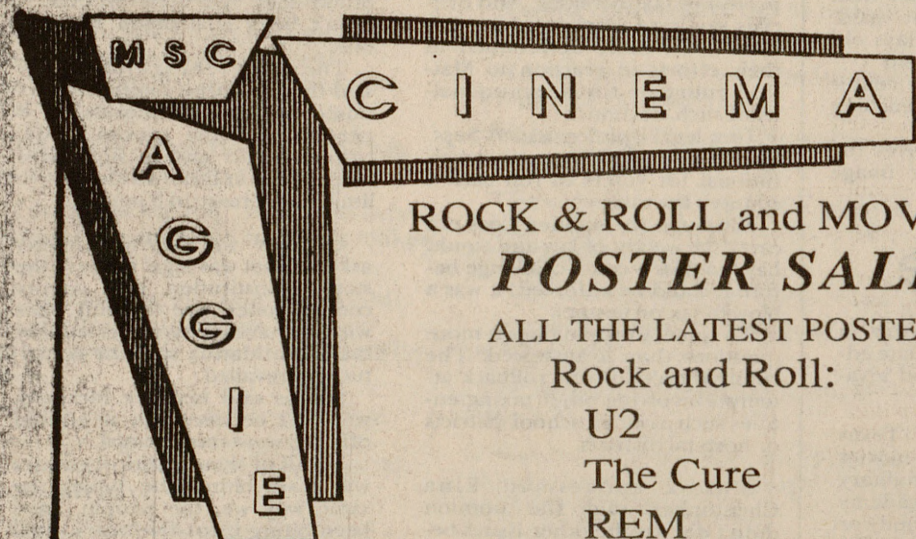 MSC
AGGIE
CINEMA
ROCK & ROLL and MOV
POSTER SAL
ALL THE LATEST POSTE
Rock and Roll:
U2
The Cure
REM